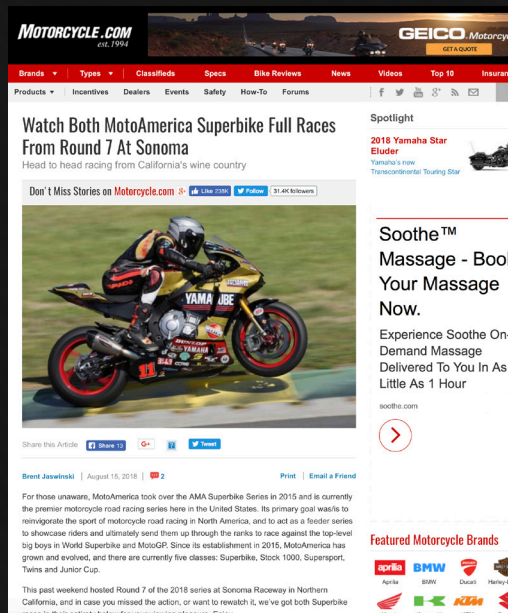 MOTORCYCLE.COM
est.1994
GEICO Motorcy
GET A QUOTE
Brands Types Classifieds Specs Bike Reviews News Videos Top 10 Insuran
Products Incentives Dealers Events Safety How-To Forums
Watch Both MotoAmerica Superbike Full Races
From Round 7 At Sonoma
Head to head racing from California's wine country
Don't Miss Stories on Motorcycle.com Like 238K Follow 31.4K followers
YAMALUBE
DUNLOP
YAMAHA
11
Share this Article Share 13 G+ Tweet
Brent Jaswinski | August 15, 2018 | 2 Print | Email a Friend
For those unaware, MotoAmerica took over the AMA Superbike Series in 2015 and is currently
the premier motorcycle road racing series here in the United States. Its primary goal was/is to
reinvigorate the sport of motorcycle road racing in North America, and to act as a feeder series
to showcase riders and ultimately send them up through the ranks to race against the top-level
big boys in World Superbike and MotoGP. Since its establishment in 2015, MotoAmerica has
grown and evolved, and there are currently five classes: Superbike, Stock 1000, Supersport,
Twins and Junior Cup.
This past weekend hosted Round 7 of the 2018 series at Sonoma Raceway in Northern
California, and in case you missed the action, or want to rewatch it, we've got both Superbike
Spotlight
2018 Yamaha Star
Eluder
Yamaha's new
Transcontinental Touring Star
Soothe™
Massage - Boo
Your Massage
Now.
Experience Soothe On-
Demand Massage
Delivered To You In As
Little As 1 Hour
soothe.com
Featured Motorcycle Brands
aprilia BMW DUCATI
Aprilia BMW Ducati Harley-
KTM